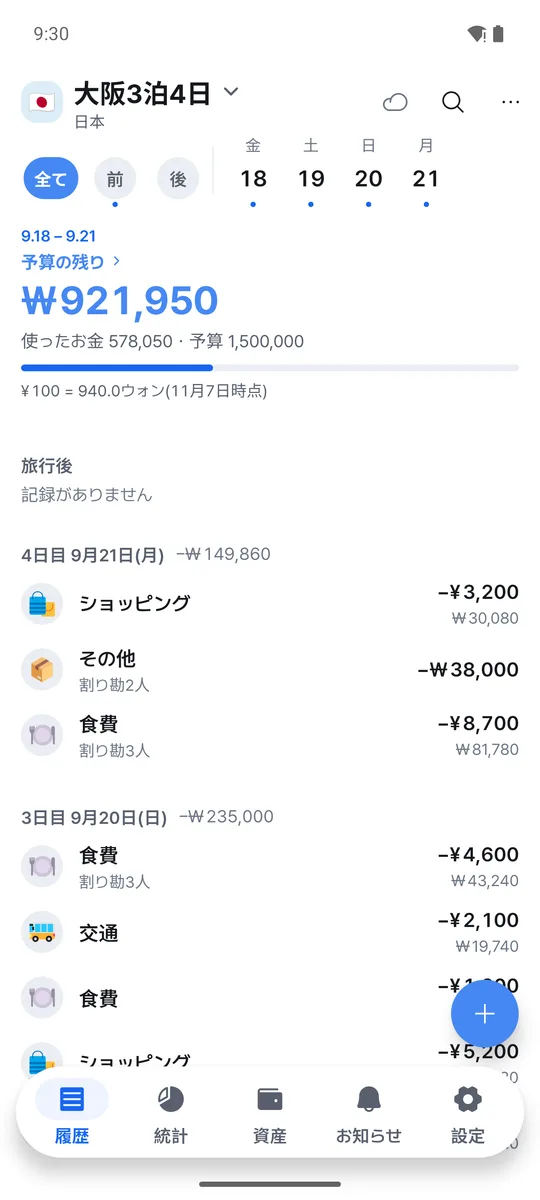 9:30
大阪3泊4日
日本
金 土 日 月
全て 前 後 18 19 20 21
9.18 – 9.21
予算の残り
₩921,950
使ったお金 578,050 · 予算 1,500,000
¥100 = 940.0ウォン(11月7日時点)
旅行後
記録がありません
4日目 9月21日(月) −₩149,860
ショッピング −¥3,200
₩30,080
その他 −₩38,000
割り勘2人
食費 −¥8,700
割り勘3人 ₩81,780
3日目 9月20日(日) −₩235,000
食費 −¥4,600
割り勘3人 ₩43,240
交通 −¥2,100
₩19,740
食費
ショッピング −¥5,200
履歴 統計 資産 お知らせ 設定